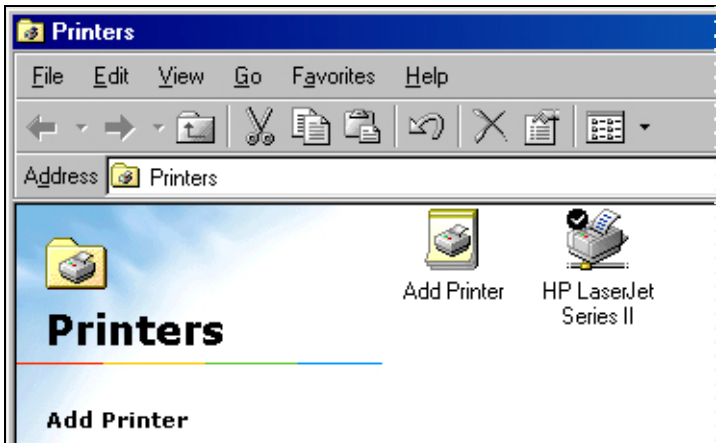 Printers
File Edit View Go Favorites Help
Address Printers
Add Printer HP LaserJet
Series II
Printers
Add Printer